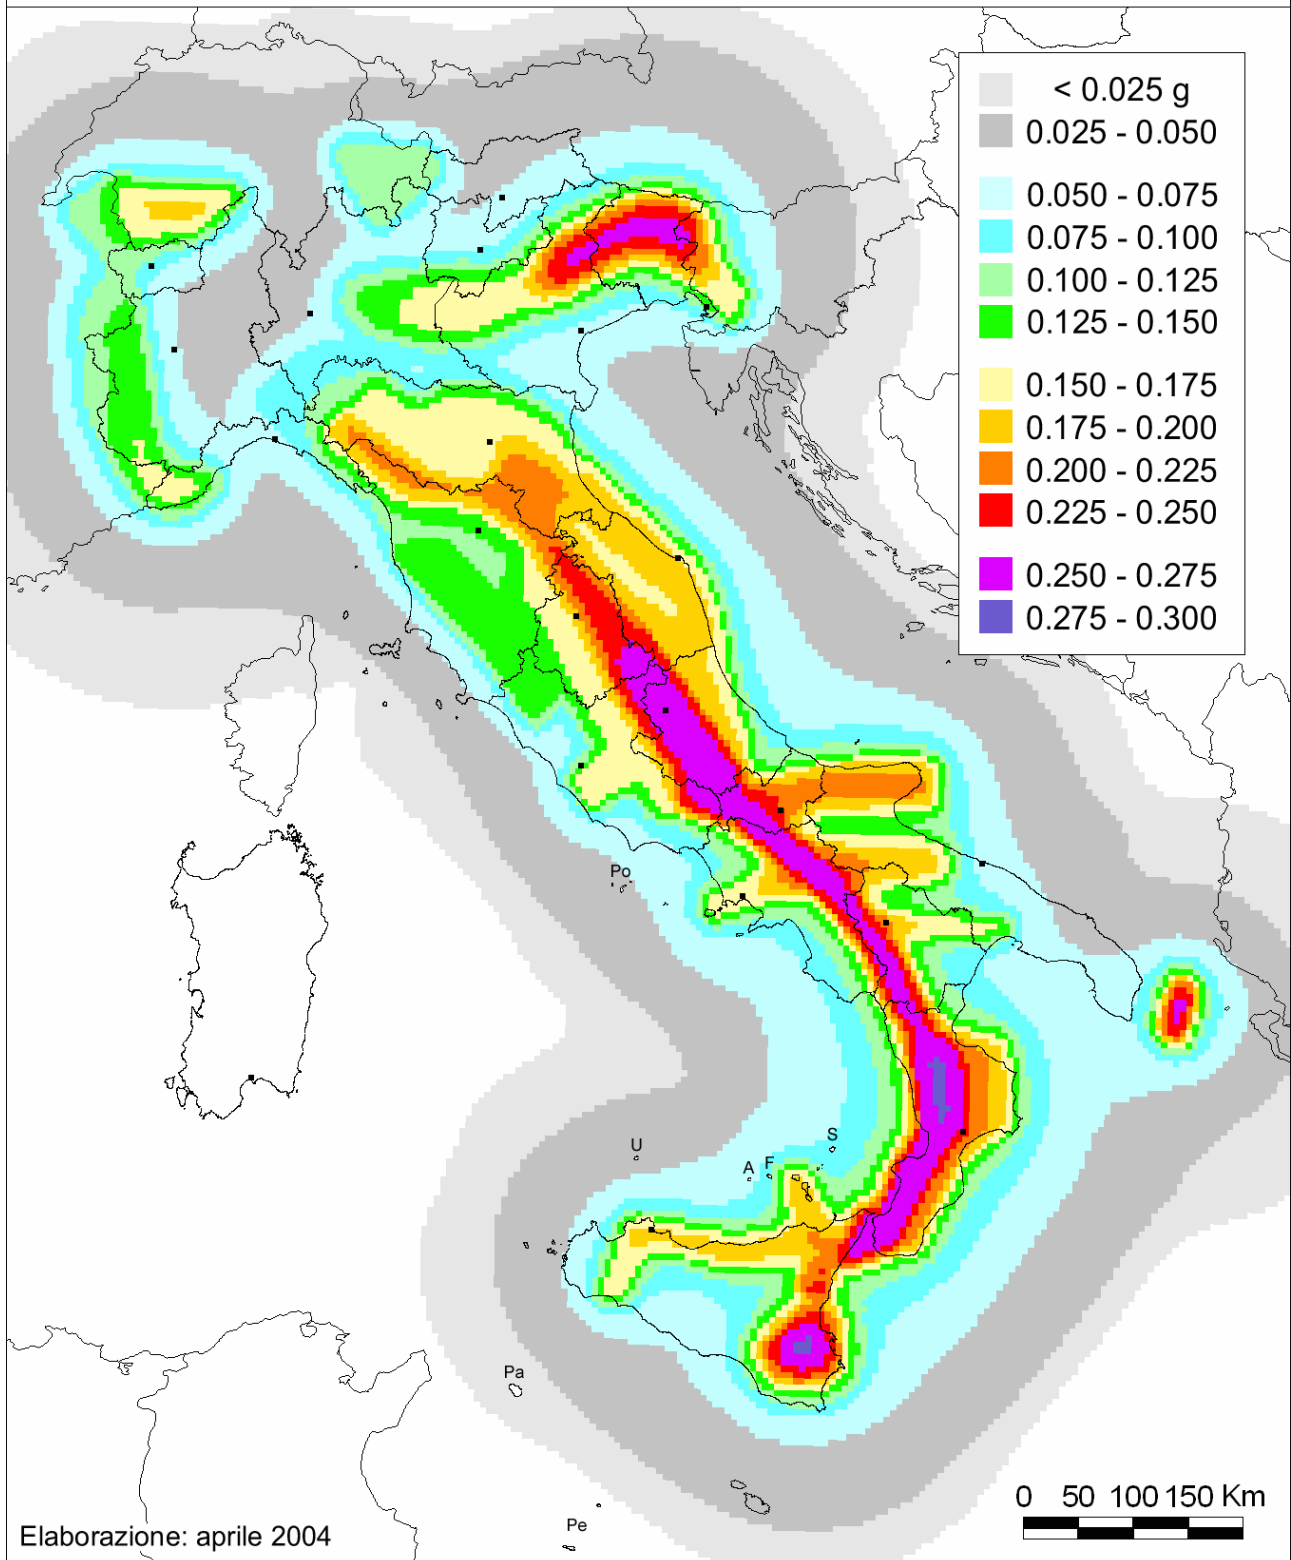 < 0.025 g
0.025 - 0.050
0.050 - 0.075
0.075 - 0.100
0.100 - 0.125
0.125 - 0.150
0.150 - 0.175
0.175 - 0.200
0.200 - 0.225
0.225 - 0.250
0.250 - 0.275
0.275 - 0.300
Po
U
S
A
F
Pa
Pe
0 50 100 150 Km
Elaborazione: aprile 2004